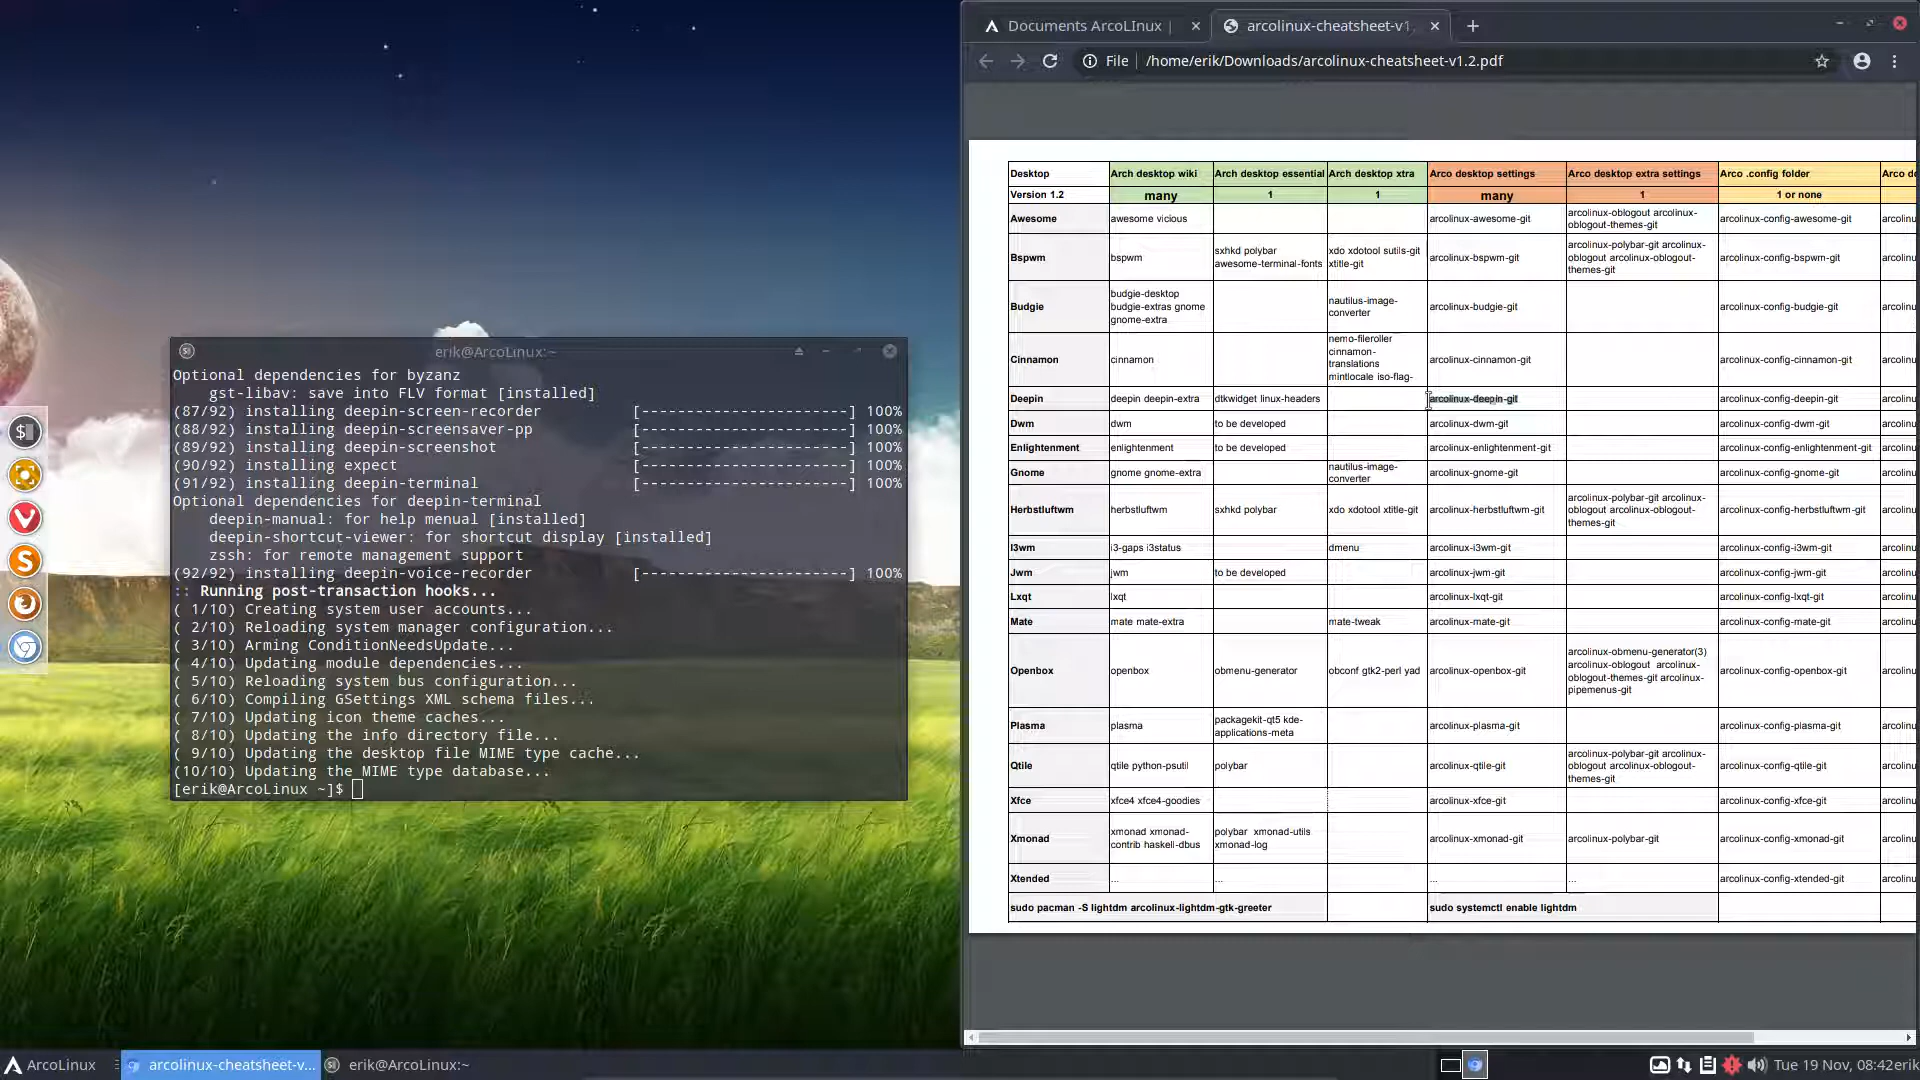 Documents ArcoLInux |
arcolinux-cheatsheet-v1.
File
/home/erik/Downloads/arcolinux-cheatsheet-v1.2.pdf
erik@ArcoLinux:~
Optional dependencies for byzanz
gst-libav: save into FLV format [installed]
(87/92) installing deepin-screen-recorder [-----------------------] 100%
(88/92) installing deepin-screensaver-pp [-----------------------] 100%
(89/92) installing deepin-screenshot [-----------------------] 100%
(90/92) installing expect [-----------------------] 100%
(91/92) installing deepin-terminal [-----------------------] 100%
Optional dependencies for deepin-terminal
deepin-manual: for help menual [installed]
deepin-shortcut-viewer: for shortcut display [installed]
zssh: for remote management support
(92/92) installing deepin-voice-recorder [-----------------------] 100%
:: Running post-transaction hooks...
( 1/10) Creating system user accounts...
( 2/10) Reloading system manager configuration...
( 3/10) Arming ConditionNeedsUpdate...
( 4/10) Updating module dependencies...
( 5/10) Reloading system bus configuration...
( 6/10) Compiling GSettings XML schema files...
( 7/10) Updating icon theme caches...
( 8/10) Updating the info directory file...
( 9/10) Updating the desktop file MIME type cache...
(10/10) Updating the MIME type database...
[erik@ArcoLinux ~]$
Desktop Arch desktop wiki Arch desktop essential Arch desktop xtra Arco desktop settings Arco desktop extra settings Arco .config folder Arco de
Version 1.2 many 1 1 many 1 1 or none
Awesome awesome vicious arcolinux-awesome-git arcolinux-oblogout arcolinux-
oblogout-themes-git arcolinux-config-awesome-git arcolinu
Bspwm bspwm sxhkd polybar
awesome-terminal-fonts xdo xdotool sutils-git
xtitle-git arcolinux-bspwm-git arcolinux-polybar-git arcolinux-
oblogout arcolinux-oblogout-
themes-git arcolinux-config-bspwm-git arcolinu
Budgie budgie-desktop
budgie-extras gnome
gnome-extra nautilus-image-
converter arcolinux-budgie-git arcolinux-config-budgie-git arcolinu
Cinnamon cinnamon nemo-fileroller
cinnamon-
translations
mintlocale iso-flag- arcolinux-cinnamon-git arcolinux-config-cinnamon-git arcolinu
Deepin deepin deepin-extra dtkwidget linux-headers arcolinux-deepin-git arcolinux-config-deepin-git arcolinu
Dwm dwm to be developed arcolinux-dwm-git arcolinux-config-dwm-git arcolinu
Enlightenment enlightenment to be developed arcolinux-enlightenment-git arcolinux-config-enlightenment-git arcolinu
Gnome gnome gnome-extra nautilus-image-
converter arcolinux-gnome-git arcolinux-config-gnome-git arcolinu
Herbstluftwm herbstluftwm sxhkd polybar xdo xdotool xtitle-git arcolinux-herbstluftwm-git arcolinux-polybar-git arcolinux-
oblogout arcolinux-oblogout-
themes-git arcolinux-config-herbstluftwm-git arcolinu
I3wm i3-gaps i3status dmenu arcolinux-i3wm-git arcolinux-config-i3wm-git arcolinu
Jwm jwm to be developed arcolinux-jwm-git arcolinux-config-jwm-git arcolinu
Lxqt lxqt arcolinux-lxqt-git arcolinux-config-lxqt-git arcolinu
Mate mate mate-extra mate-tweak arcolinux-mate-git arcolinux-config-mate-git arcolinu
Openbox openbox obmenu-generator obconf gtk2-perl yad arcolinux-openbox-git arcolinux-obmenu-generator(3)
arcolinux-oblogout arcolinux-
oblogout-themes-git arcolinux-
pipemenus-git arcolinux-config-openbox-git arcolinu
Plasma plasma packagekit-qt5 kde-
applications-meta arcolinux-plasma-git arcolinux-config-plasma-git arcolinu
Qtile qtile python-psutil polybar arcolinux-qtile-git arcolinux-polybar-git arcolinux-
oblogout arcolinux-oblogout-
themes-git arcolinux-config-qtile-git arcolinu
Xfce xfce4 xfce4-goodies arcolinux-xfce-git arcolinux-config-xfce-git arcolinu
Xmonad xmonad xmonad-
contrib haskell-dbus polybar xmonad-utils
xmonad-log arcolinux-xmonad-git arcolinux-polybar-git arcolinux-config-xmonad-git arcolinu
Xtended ... ... ... ... arcolinux-config-xtended-git arcolinu
sudo pacman -S lightdm arcolinux-lightdm-gtk-greeter sudo systemctl enable lightdm
ArcoLinux
arcolinux-cheatsheet-v...
erik@ArcoLinux:~
Tue 19 Nov, 08:42
erik